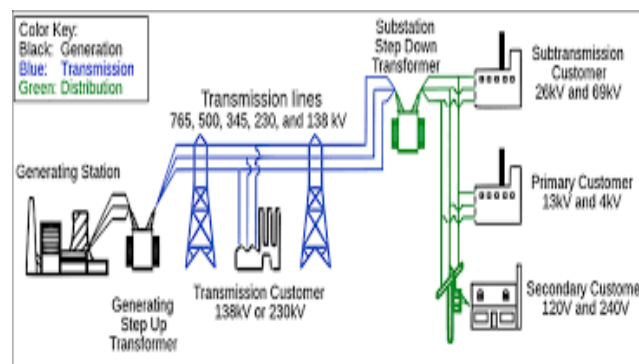 Color Key:
Black: Generation
Blue: Transmission
Green: Distribution
Substation
Step Down
Transformer
Subtransmission
Customer
26kV and 69kV
Transmission lines
765, 500, 345, 230, and 138 kV
Generating Station
Primary Customer
13kV and 4kV
Transmission Customer
138kV or 230kV
Generating
Step Up
Transformer
Secondary Custome
120V and 240V